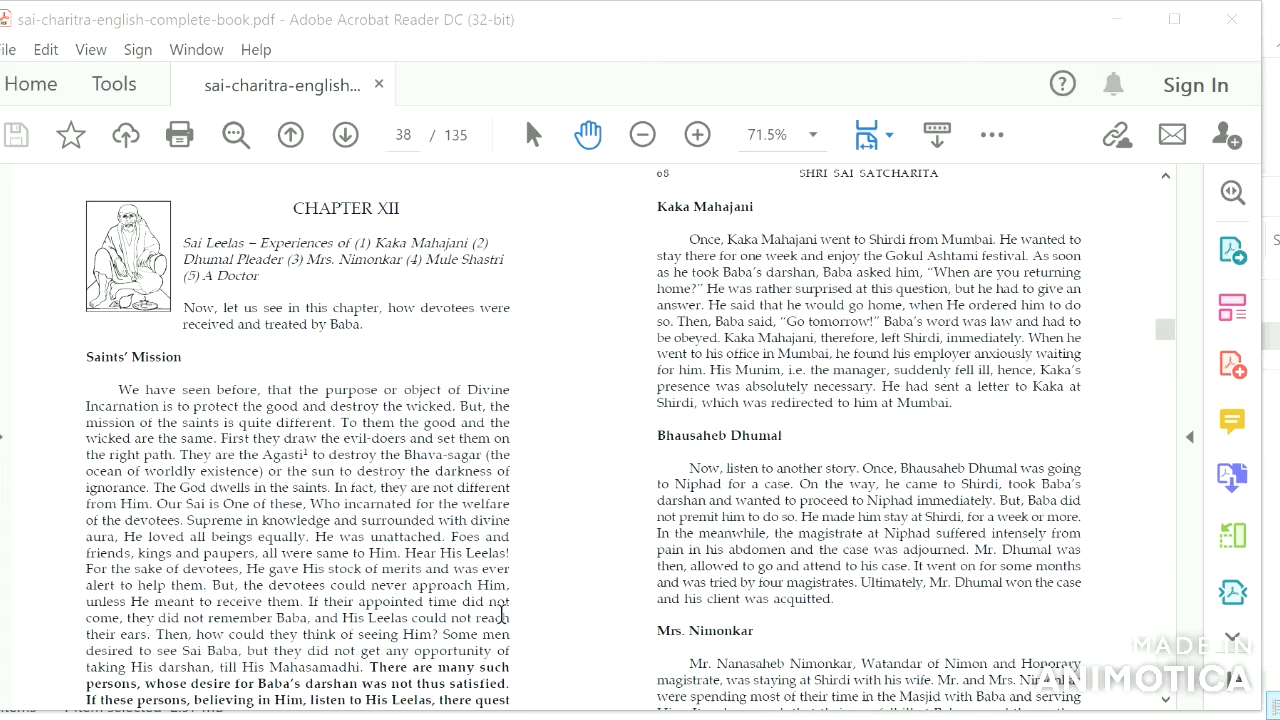 sai-charitra-english-complete-book.pdf - Adobe Acrobat Reader DC (32-bit)
File Edit View Sign Window Help
Home Tools sai-charitra-english... × Sign In
38 / 135 71.5%
CHAPTER XII
Sai Leelas – Experiences of (1) Kaka Mahajani (2)
Dhumal Pleader (3) Mrs. Nimonkar (4) Mule Shastri
(5) A Doctor
Now, let us see in this chapter, how devotees were
received and treated by Baba.
Saints' Mission
We have seen before, that the purpose or object of Divine
Incarnation is to protect the good and destroy the wicked. But, the
mission of the saints is quite different. To them the good and the
wicked are the same. First they draw the evil-doers and set them on
the right path. They are the Agasti¹ to destroy the Bhava-sagar (the
ocean of worldly existence) or the sun to destroy the darkness of
ignorance. The God dwells in the saints. In fact, they are not different
from Him. Our Sai is One of these, Who incarnated for the welfare
of the devotees. Supreme in knowledge and surrounded with divine
aura, He loved all beings equally. He was unattached. Foes and
friends, kings and paupers, all were same to Him. Hear His Leelas!
For the sake of devotees, He gave His stock of merits and was ever
alert to help them. But, the devotees could never approach Him,
unless He meant to receive them. If their appointed time did not
come, they did not remember Baba, and His Leelas could not reach
their ears. Then, how could they think of seeing Him? Some men
desired to see Sai Baba, but they did not get any opportunity of
taking His darshan, till His Mahasamadhi. There are many such
persons, whose desire for Baba's darshan was not thus satisfied.
If these persons, believing in Him, listen to His Leelas, there quest
68 SHRI SAI SATCHARITA
Kaka Mahajani
Once, Kaka Mahajani went to Shirdi from Mumbai. He wanted to
stay there for one week and enjoy the Gokul Ashtami festival. As soon
as he took Baba's darshan, Baba asked him, “When are you returning
home?” He was rather surprised at this question, but he had to give an
answer. He said that he would go home, when He ordered him to do
so. Then, Baba said, “Go tomorrow!” Baba's word was law and had to
be obeyed. Kaka Mahajani, therefore, left Shirdi, immediately. When he
went to his office in Mumbai, he found his employer anxiously waiting
for him. His Munim, i.e. the manager, suddenly fell ill, hence, Kaka's
presence was absolutely necessary. He had sent a letter to Kaka at
Shirdi, which was redirected to him at Mumbai.
Bhausaheb Dhumal
Now, listen to another story. Once, Bhausaheb Dhumal was going
to Niphad for a case. On the way, he came to Shirdi, took Baba's
darshan and wanted to proceed to Niphad immediately. But, Baba did
not premit him to do so. He made him stay at Shirdi, for a week or more.
In the meanwhile, the magistrate at Niphad suffered intensely from
pain in his abdomen and the case was adjourned. Mr. Dhumal was
then, allowed to go and attend to his case. It went on for some months
and was tried by four magistrates. Ultimately, Mr. Dhumal won the case
and his client was acquitted.
Mrs. Nimonkar
Mr. Nanasaheb Nimonkar, Watandar of Nimon and Honorary
magistrate, was staying at Shirdi with his wife. Mr. and Mrs. Nimonkar
were spending most of their time in the Masjid with Baba and serving
MADE IN
ANIMOTICA